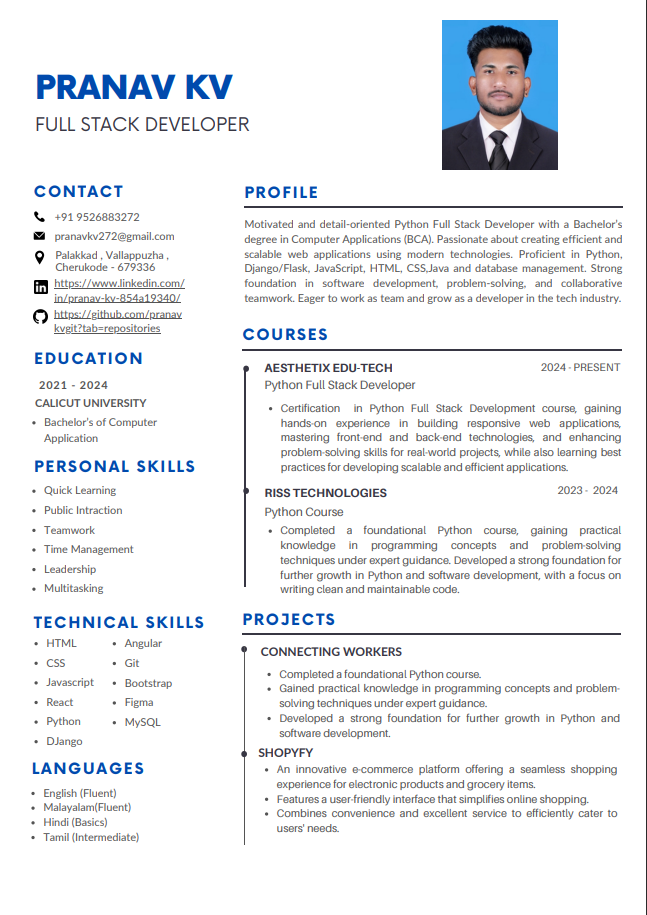 PRANAV KV
FULL STACK DEVELOPER
CONTACT
+91 9526883272
pranavkv272@gmail.com
Palakkad , Vallappuzha ,
Cherukode - 679336
https://www.linkedin.com/
in/pranav-kv-854a19340/
https://github.com/pranav
kvgit?tab=repositories
EDUCATION
2021 - 2024
CALICUT UNIVERSITY
• Bachelor's of Computer
Application
PERSONAL SKILLS
• Quick Learning
• Public Intraction
• Teamwork
• Time Management
• Leadership
• Multitasking
TECHNICAL SKILLS
• HTML
• CSS
• Javascript
• React
• Python
• DJango
• Angular
• Git
• Bootstrap
• Figma
• MySQL
LANGUAGES
• English (Fluent)
• Malayalam(Fluent)
• Hindi (Basics)
• Tamil (Intermediate)
PROFILE
Motivated and detail-oriented Python Full Stack Developer with a Bachelor's
degree in Computer Applications (BCA). Passionate about creating efficient and
scalable web applications using modern technologies. Proficient in Python,
Django/Flask, JavaScript, HTML, CSS,Java and database management. Strong
foundation in software development, problem-solving, and collaborative
teamwork. Eager to work as team and grow as a developer in the tech industry.
COURSES
AESTHETIX EDU-TECH 2024 - PRESENT
Python Full Stack Developer
• Certification in Python Full Stack Development course, gaining
hands-on experience in building responsive web applications,
mastering front-end and back-end technologies, and enhancing
problem-solving skills for real-world projects, while also learning best
practices for developing scalable and efficient applications.
RISS TECHNOLOGIES 2023 - 2024
Python Course
• Completed a foundational Python course, gaining practical
knowledge in programming concepts and problem-solving
techniques under expert guidance. Developed a strong foundation for
further growth in Python and software development, with a focus on
writing clean and maintainable code.
PROJECTS
CONNECTING WORKERS
• Completed a foundational Python course.
• Gained practical knowledge in programming concepts and problem-
solving techniques under expert guidance.
• Developed a strong foundation for further growth in Python and
software development.
SHOPYFY
• An innovative e-commerce platform offering a seamless shopping
experience for electronic products and grocery items.
• Features a user-friendly interface that simplifies online shopping.
• Combines convenience and excellent service to efficiently cater to
users' needs.